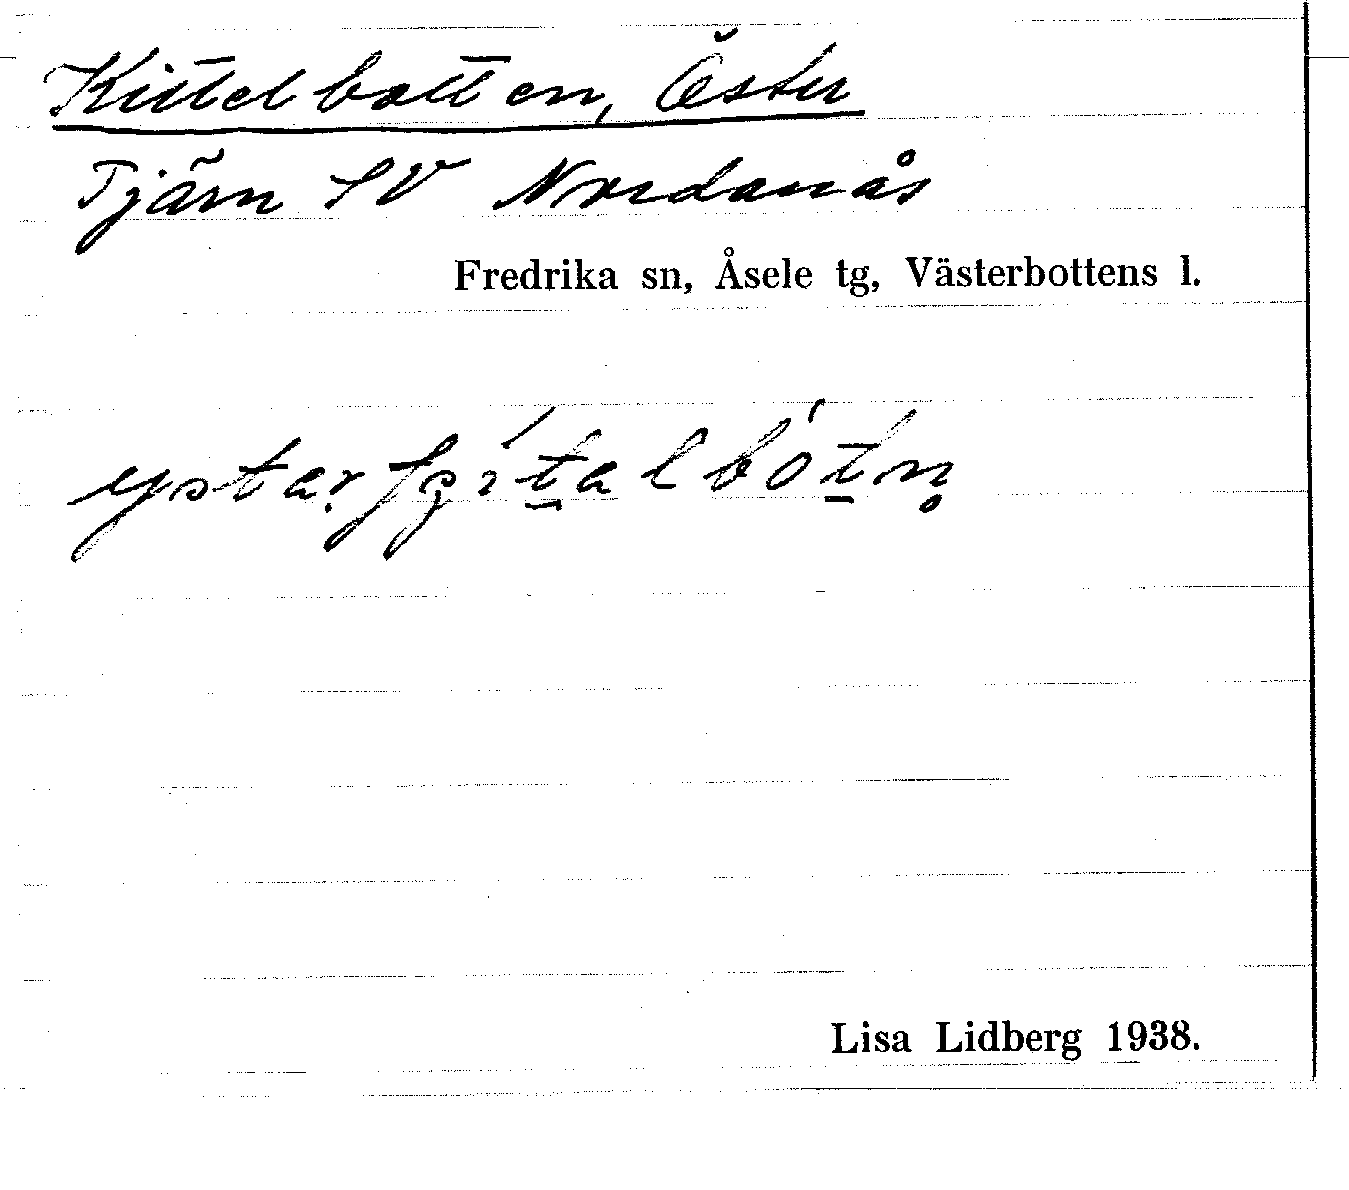 Kittelbotten, Öster
Tjärn SV Nordanås
Fredrika sn, Åsele tg, Västerbottens l.
Lisa Lidberg 1938.